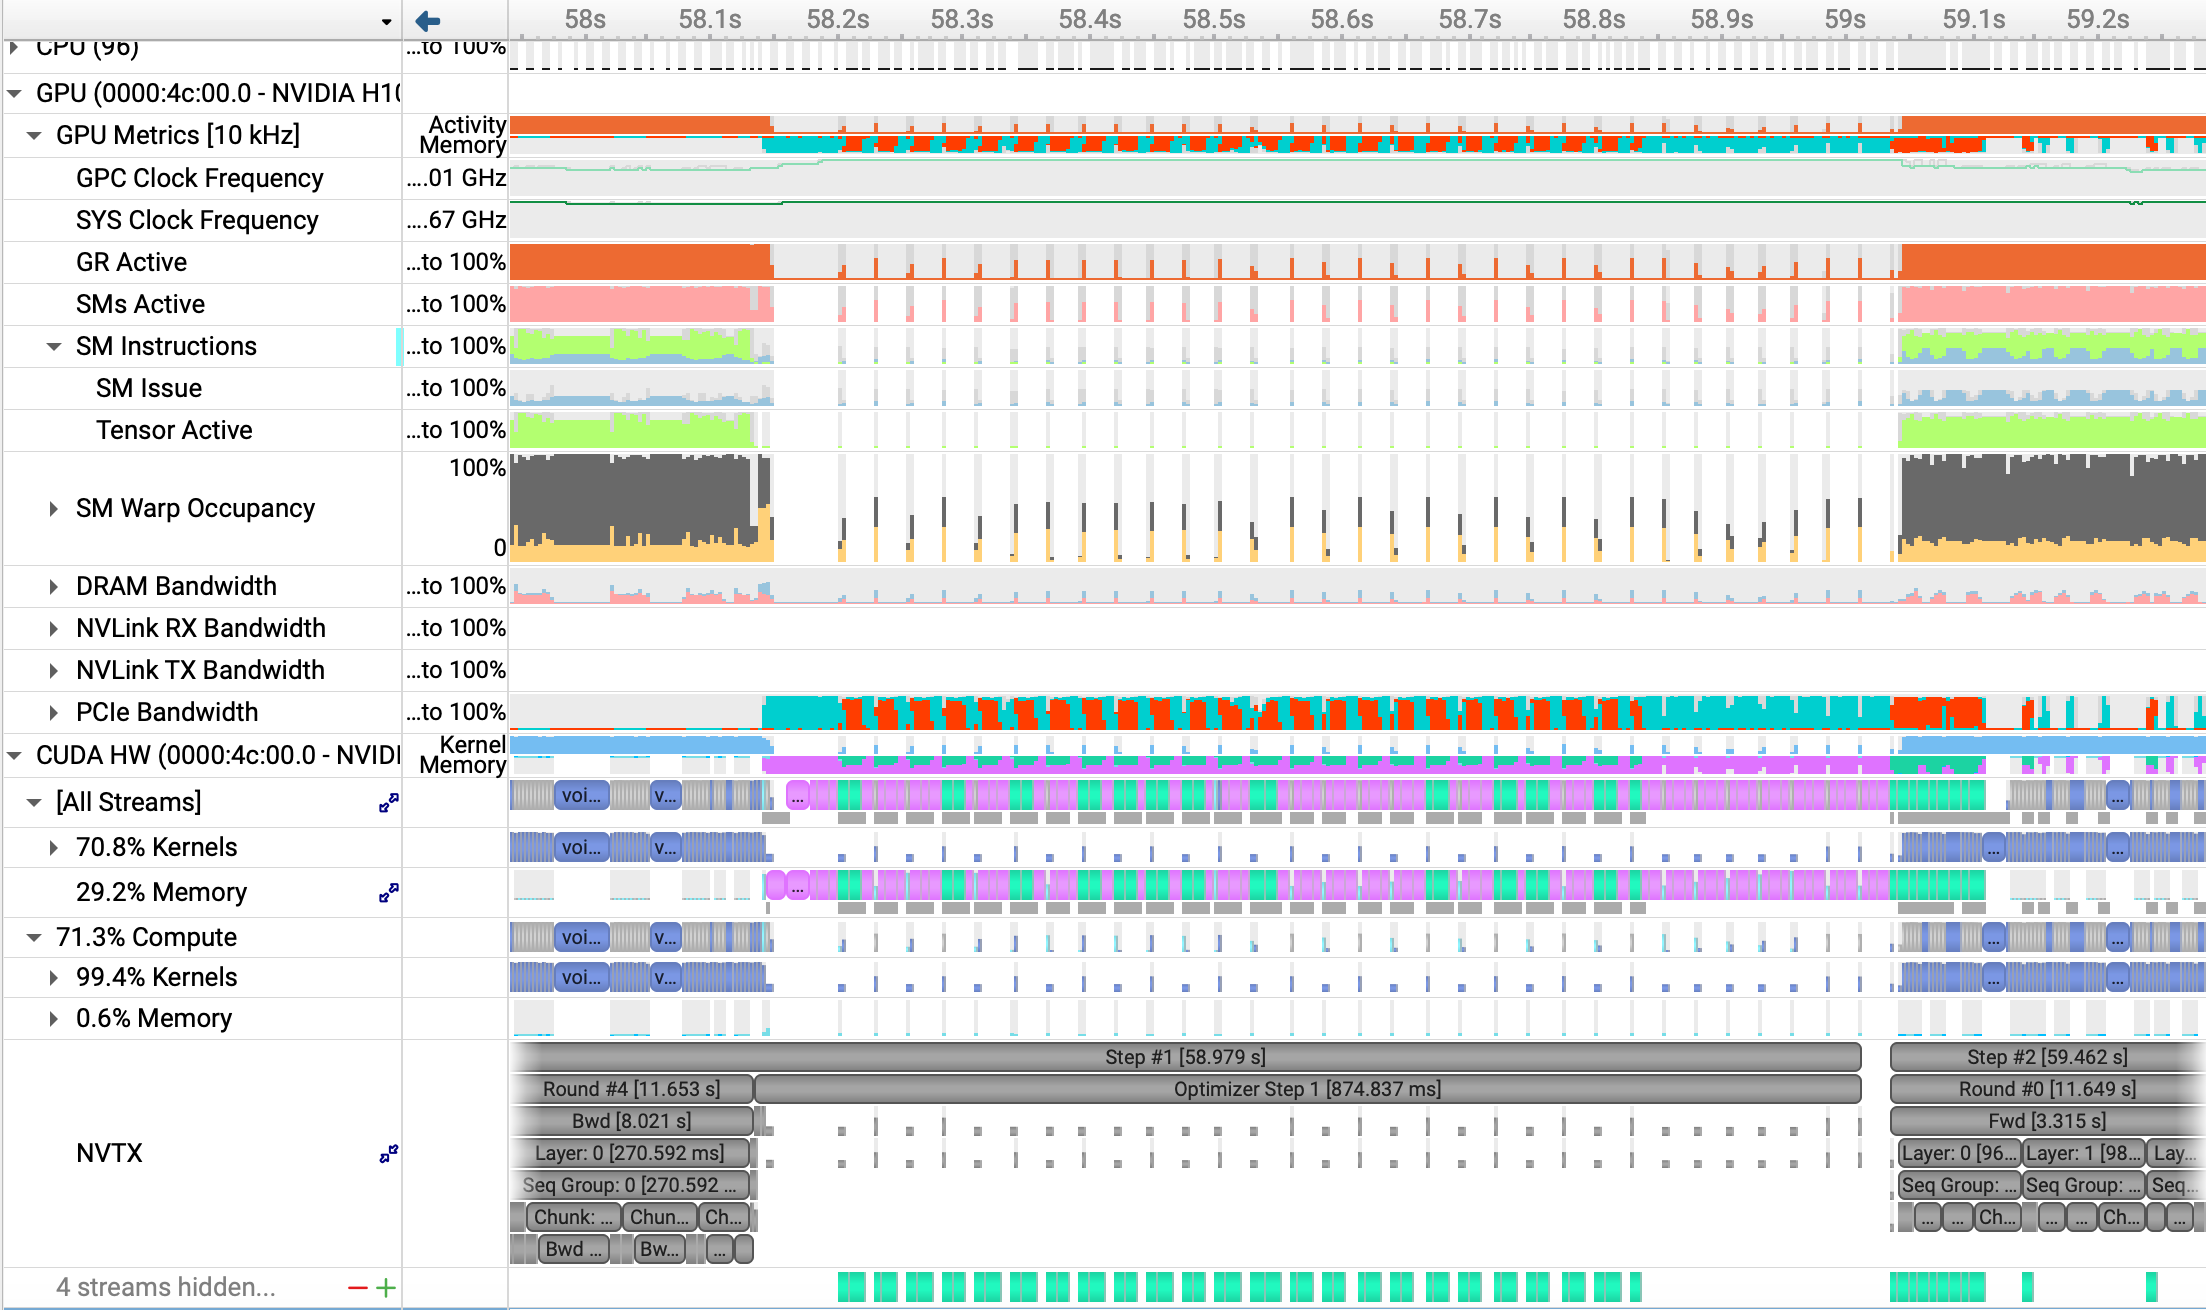 58s 58.1s 58.2s 58.3s 58.4s 58.5s 58.6s 58.7s 58.8s 58.9s 59s 59.1s 59.2s
CPU (96) ...to 100%
GPU (0000:4c:00.0 - NVIDIA H10
GPU Metrics [10 kHz] Activity
Memory
GPC Clock Frequency ....01 GHz
SYS Clock Frequency ....67 GHz
GR Active ...to 100%
SMs Active ...to 100%
SM Instructions ...to 100%
SM Issue ...to 100%
Tensor Active ...to 100%
100%
SM Warp Occupancy
0
DRAM Bandwidth ...to 100%
NVLink RX Bandwidth ...to 100%
NVLink TX Bandwidth ...to 100%
PCIe Bandwidth ...to 100%
CUDA HW (0000:4c:00.0 - NVIDI Kernel
Memory
[All Streams] voi... v... ... ...
70.8% Kernels voi... v... ... ...
29.2% Memory ...
71.3% Compute voi... v... ... ...
99.4% Kernels voi... v... ... ...
0.6% Memory
Step #1 [58.979 s] Step #2 [59.462 s]
Round #4 [11.653 s] Optimizer Step 1 [874.837 ms] Round #0 [11.649 s]
Bwd [8.021 s] Fwd [3.315 s]
NVTX Layer: 0 [270.592 ms] Layer: 0 [96... Layer: 1 [98... Lay...
Seq Group: 0 [270.592 ... Seq Group: ... Seq Group: ... Seq...
Chunk: ... Chun... Ch... ... ... Ch... ... ... Ch... ...
Bwd ... Bw... ...
4 streams hidden... − +